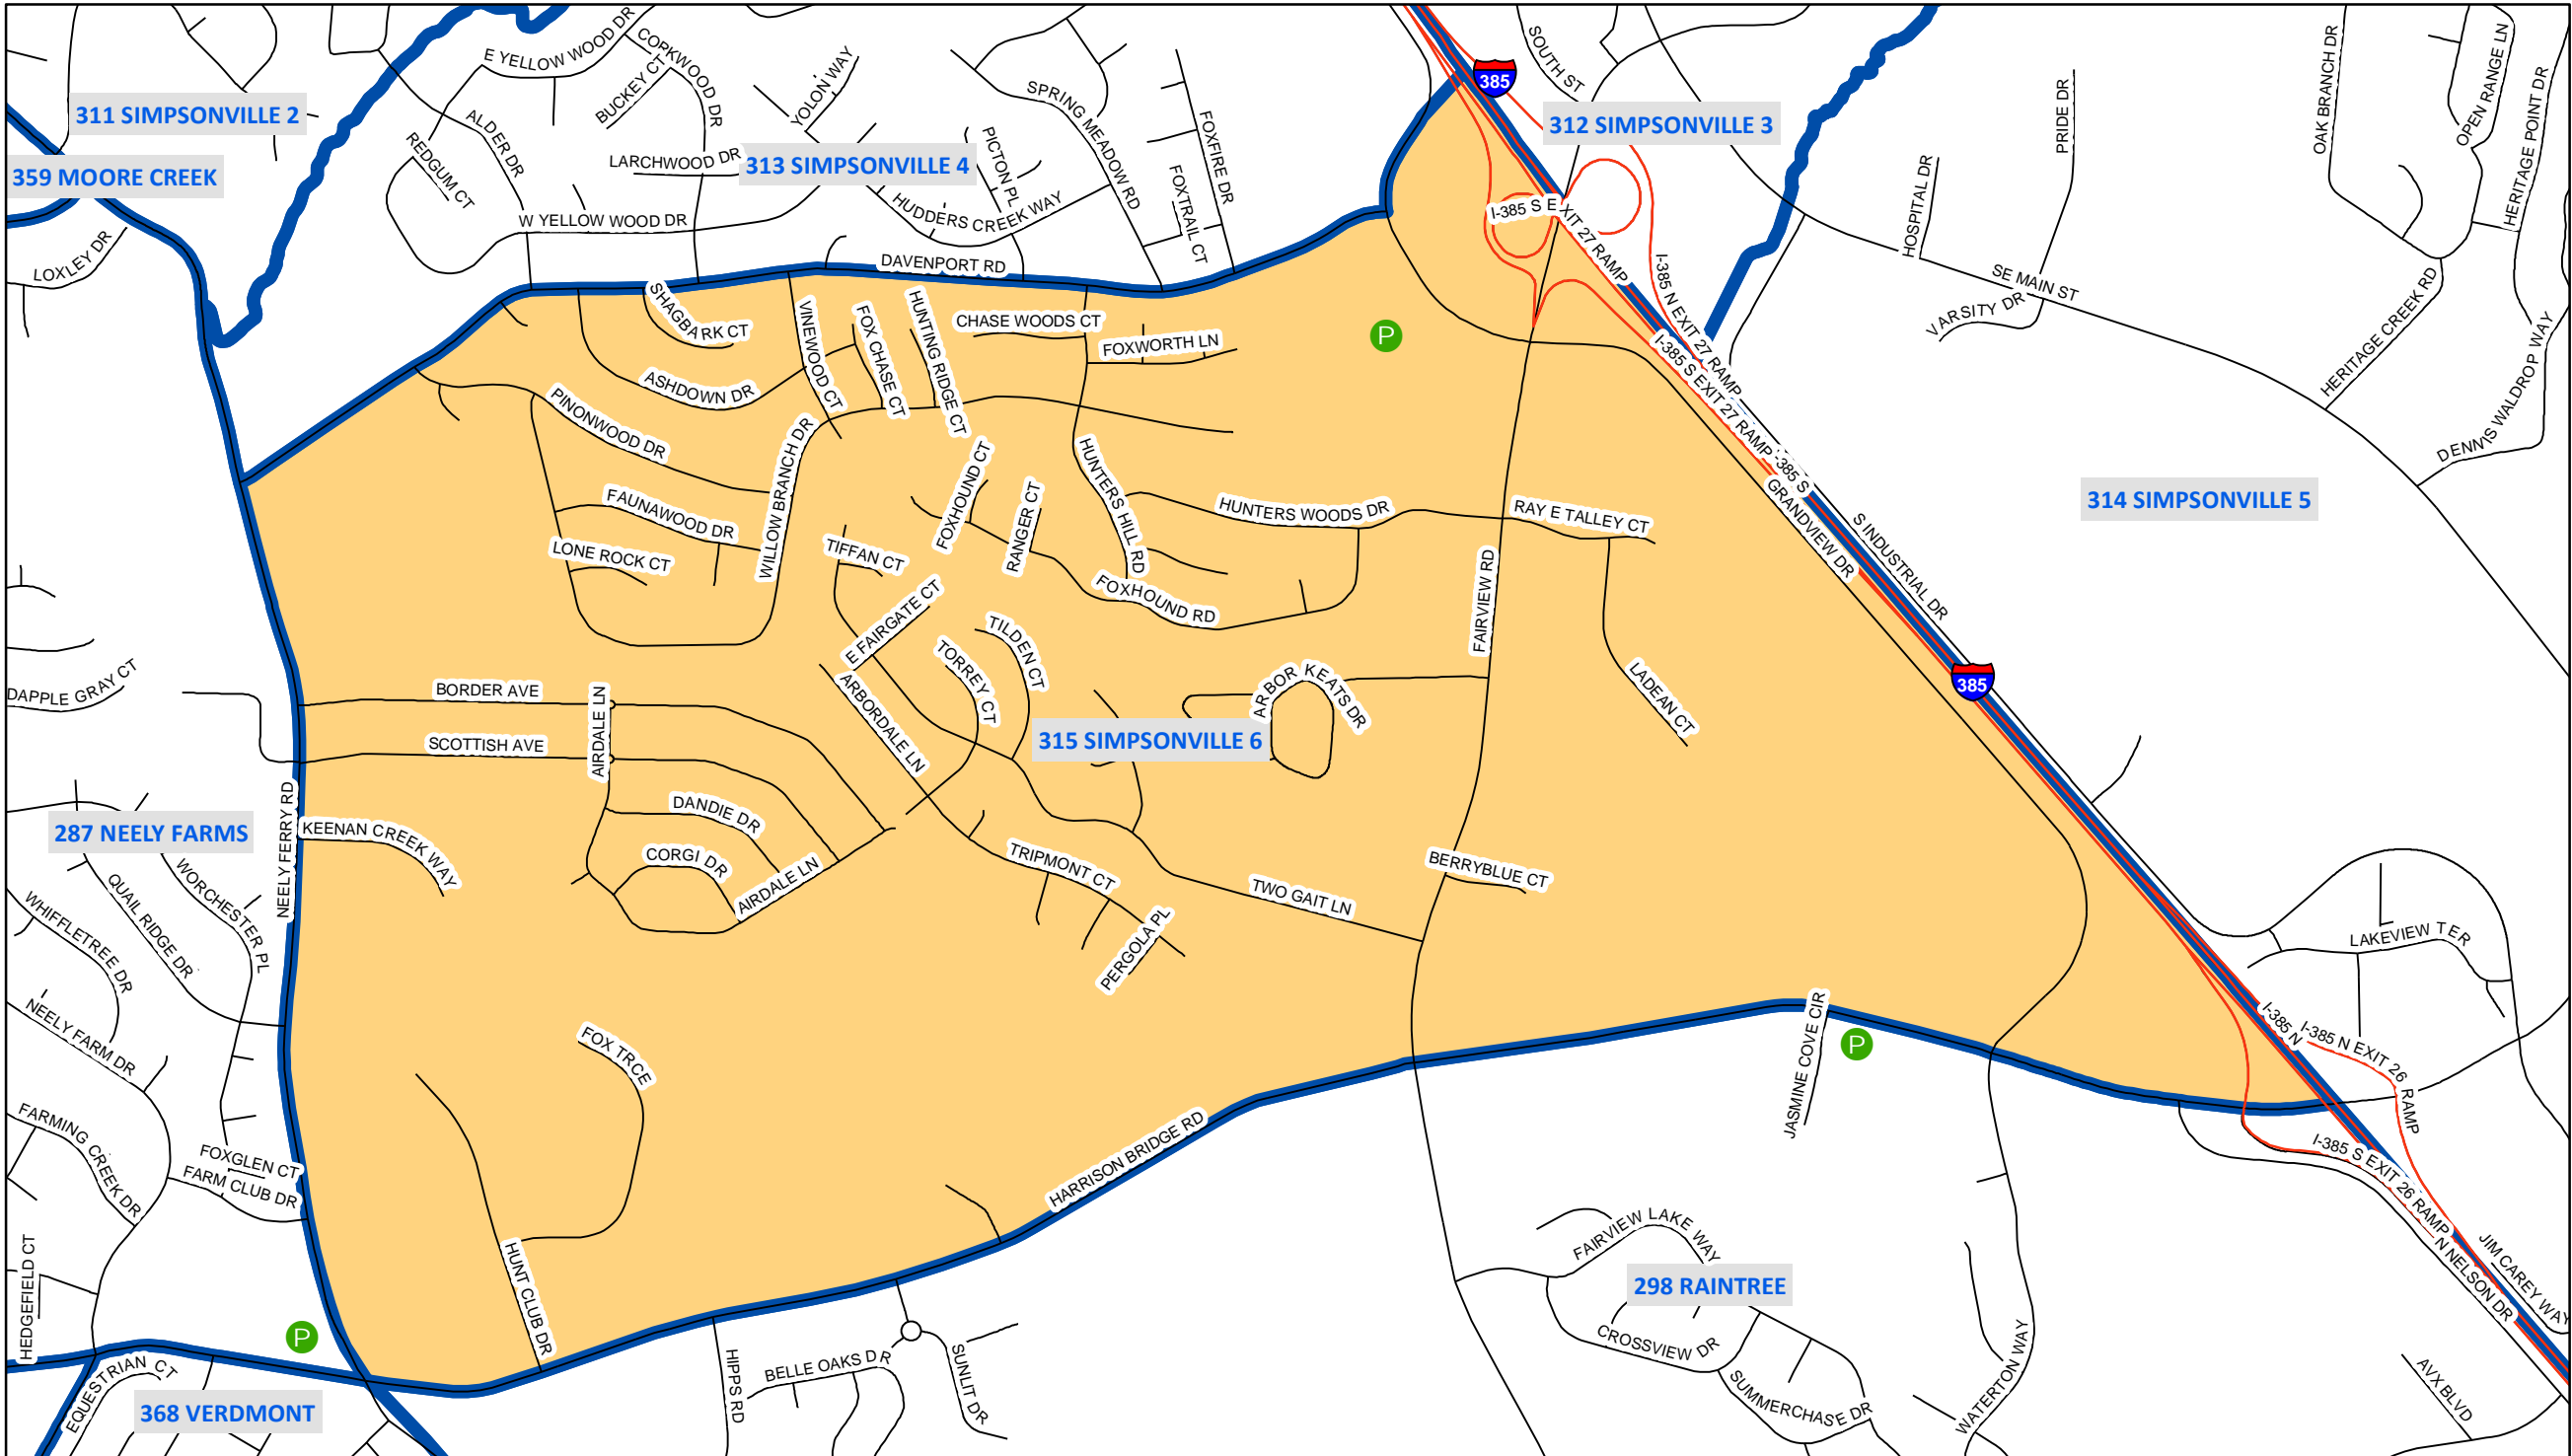 E YELLOW WOOD DR
CORKWOOD DR
BUCKEY CT
YOLON WAY
SPRING MEADOW RD
385
SOUTH ST
312 SIMPSONVILLE 3
PRIDE DR
OAK BRANCH DR
OPEN RANGE LN
HERITAGE POINT DR
311 SIMPSONVILLE 2
359 MOORE CREEK
ALDER DR
REDGUM CT
LARCHWOOD DR
313 SIMPSONVILLE 4
PICTON PL
FOXFIRE DR
FOXTRAIL CT
HUDDERS CREEK WAY
W YELLOW WOOD DR
LOXLEY DR
DAVENPORT RD
I-385 S EXIT 27 RAMP
I-385 N EXIT 27 RAMP
HOSPITAL DR
SE MAIN ST
VARSITY DR
HERITAGE CREEK RD
DENNIS WALDROP WAY
SHAGBARK CT
VINEWOOD CT
FOX CHASE CT
HUNTING RIDGE CT
CHASE WOODS CT
FOXWORTH LN
P
I-385 S EXIT 27 RAMP
I-385 S
ASHDOWN DR
PINONWOOD DR
WILLOW BRANCH DR
FOXHOUND CT
RANGER CT
HUNTERS HILL RD
HUNTERS WOODS DR
RAY E TALLEY CT
GRANDVIEW DR
S INDUSTRIAL DR
314 SIMPSONVILLE 5
FAUNAWOOD DR
LONE ROCK CT
TIFFAN CT
FOXHOUND RD
FAIRVIEW RD
E FAIRGATE CT
TILDEN CT
TORREY CT
ARBOR KEATS DR
LADEAN CT
385
DAPPLE GRAY CT
BORDER AVE
AIRDALE LN
ARBORDALE LN
SCOTTISH AVE
315 SIMPSONVILLE 6
287 NEELY FARMS
NEELY FERRY RD
KEENAN CREEK WAY
DANDIE DR
CORGI DR
AIRDALE LN
TRIPMONT CT
TWO GAIT LN
BERRYBLUE CT
PERGOLA PL
LAKEVIEW TER
WORCHESTER PL
QUAIL RIDGE DR
WHIFFLETREE DR
NEELY FARM DR
FOX TRCE
JASMINE COVE CIR
P
I-385 N
I-385 N EXIT 26 RAMP
FARMING CREEK DR
FOXGLEN CT
FARM CLUB DR
HARRISON BRIDGE RD
I-385 S EXIT 26 RAMP
HEDGEFIELD CT
HUNT CLUB DR
FAIRVIEW LAKE WAY
298 RAINTREE
N NELSON DR
JIM CAREY WAY
P
EQUESTRIAN CT
368 VERDMONT
HIPPS RD
BELLE OAKS DR
SUNLIT DR
CROSSVIEW DR
SUMMERCHASE DR
WATERTON WAY
AVX BLVD